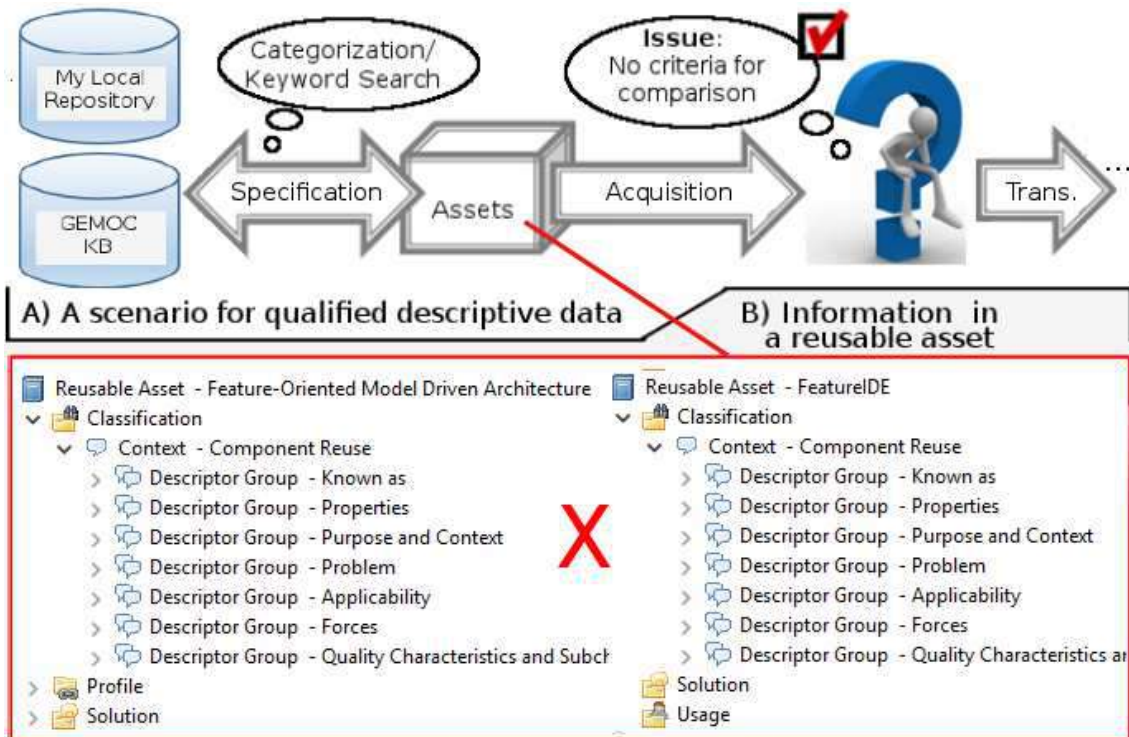 My Local
Repository
Categorization/
Keyword Search
Issue:
No criteria for
comparison
GEMOC
KB
Specification
Assets
Acquisition
Trans.
...
A) A scenario for qualified descriptive data
B) Information in
a reusable asset
Reusable Asset - Feature-Oriented Model Driven Architecture
Classification
Context - Component Reuse
Descriptor Group - Known as
Descriptor Group - Properties
Descriptor Group - Purpose and Context
Descriptor Group - Problem
Descriptor Group - Applicability
Descriptor Group - Forces
Descriptor Group - Quality Characteristics and Subch
Profile
Solution
X
Reusable Asset - FeatureIDE
Classification
Context - Component Reuse
Descriptor Group - Known as
Descriptor Group - Properties
Descriptor Group - Purpose and Context
Descriptor Group - Problem
Descriptor Group - Applicability
Descriptor Group - Forces
Descriptor Group - Quality Characteristics ar
Solution
Usage